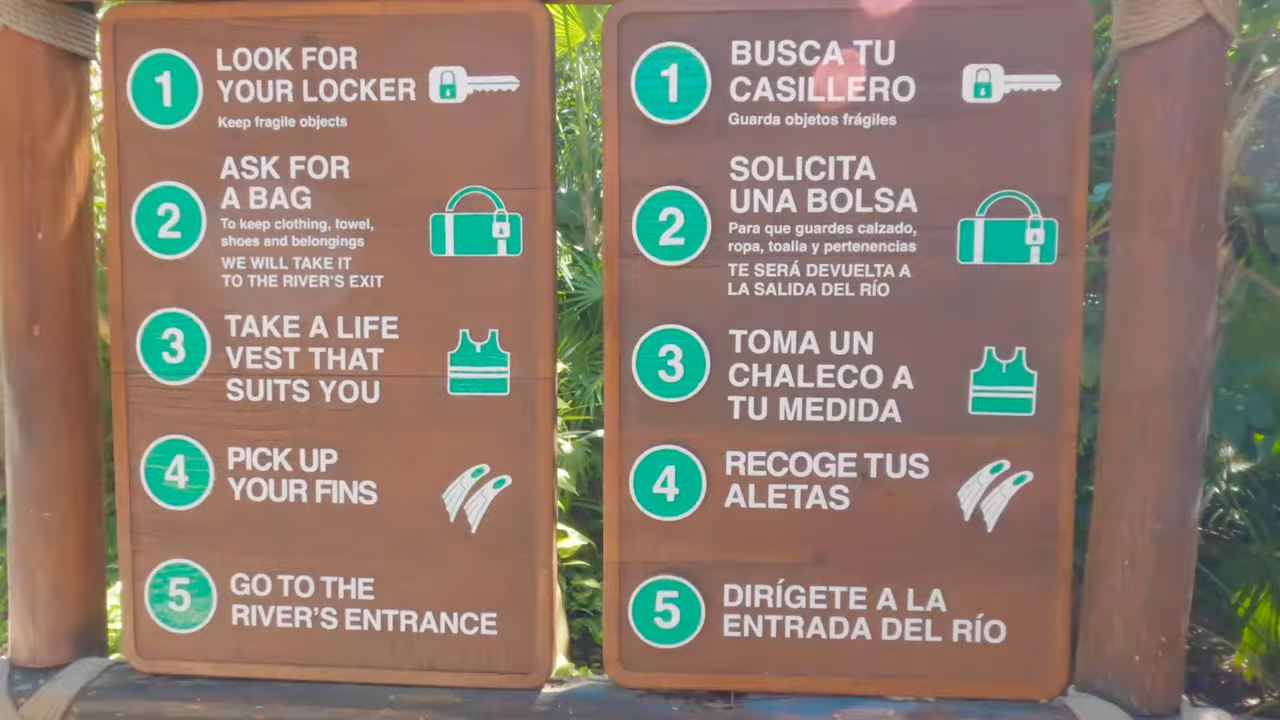 1
LOOK FOR
YOUR LOCKER
Keep fragile objects
2
ASK FOR
A BAG
To keep clothing, towel,
shoes and belongings
WE WILL TAKE IT
TO THE RIVER'S EXIT
3
TAKE A LIFE
VEST THAT
SUITS YOU
4
PICK UP
YOUR FINS
5
GO TO THE
RIVER'S ENTRANCE
1
BUSCA TU
CASILLERO
Guarda objetos frágiles
2
SOLICITA
UNA BOLSA
Para que guardes calzado,
ropa, toalla y pertenencias
TE SERÁ DEVUELTA A
LA SALIDA DEL RÍO
3
TOMA UN
CHALECO A
TU MEDIDA
4
RECOGE TUS
ALETAS
5
DIRÍGETE A LA
ENTRADA DEL RÍO